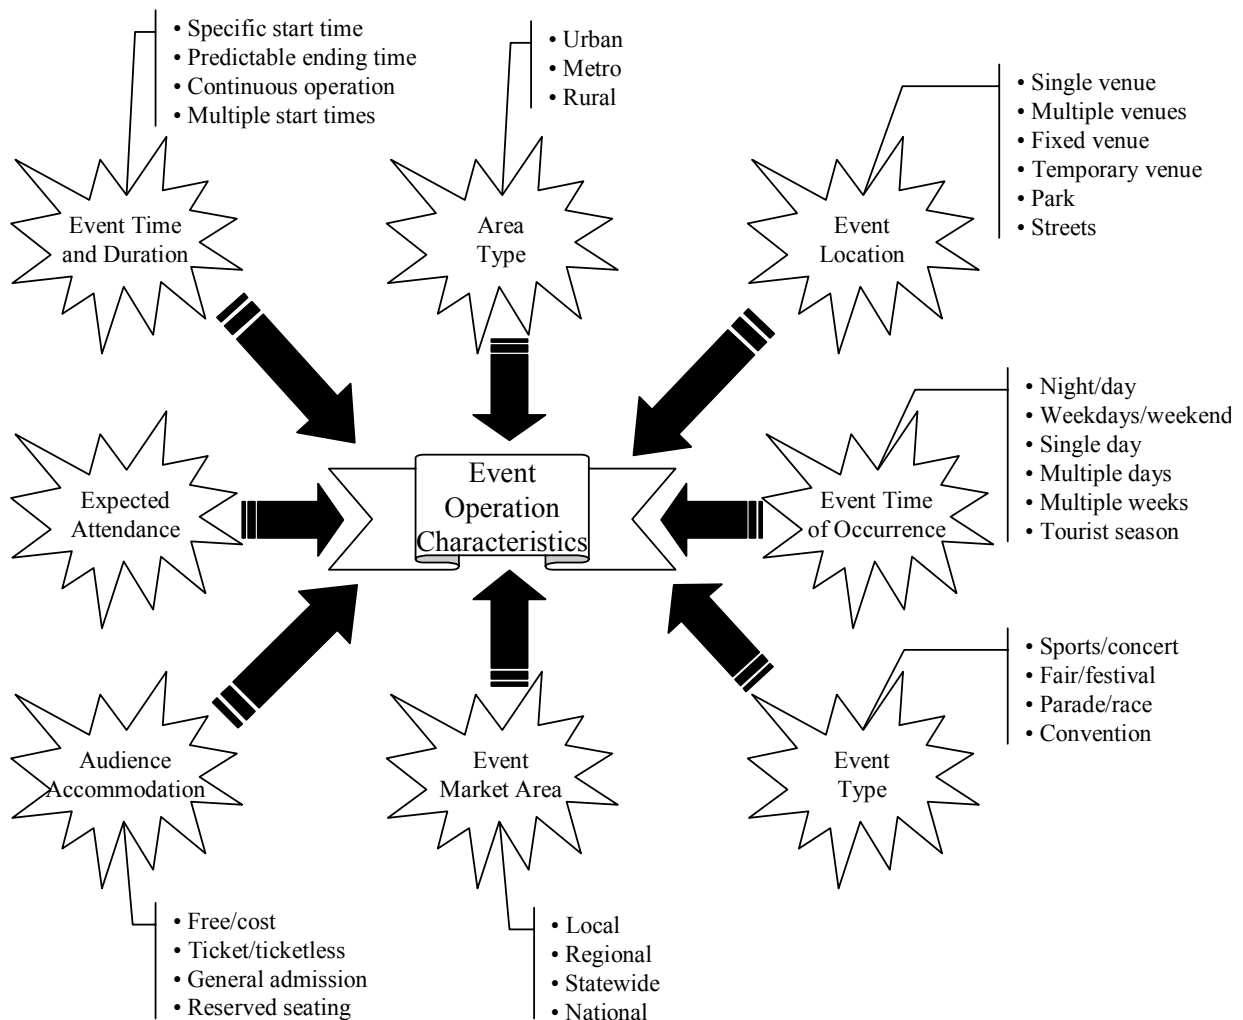 • Specific start time
• Predictable ending time
• Continuous operation
• Multiple start times
Event Time
and Duration
• Urban
• Metro
• Rural
Area
Type
• Single venue
• Multiple venues
• Fixed venue
• Temporary venue
• Park
• Streets
Event
Location
Expected
Attendance
Event
Operation
Characteristics
• Night/day
• Weekdays/weekend
• Single day
• Multiple days
• Multiple weeks
• Tourist season
Event Time
of Occurrence
Audience
Accommodation
• Free/cost
• Ticket/ticketless
• General admission
• Reserved seating
Event
Market Area
• Local
• Regional
• Statewide
• National
• Sports/concert
• Fair/festival
• Parade/race
• Convention
Event
Type